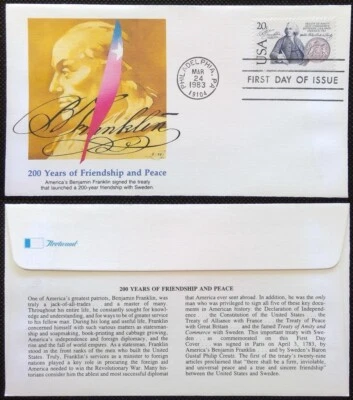 B. Franklin
200 Years of Friendship and Peace
America's Benjamin Franklin signed the treaty
that launched a 200-year friendship with Sweden
PHILADELPHIA, PA
MAR
24
1983
19104
20c
USA
FIRST DAY OF ISSUE
Fleetwood
200 YEARS OF FRIENDSHIP AND PEACE
One of America's greatest patriots, Benjamin Franklin, was
truly a jack-of-all-trades and a master of many.
Throughout his entire life, he constantly sought for knowl-
edge and understanding, and for ways to be of greater service
to his fellow man. During his long and useful life, Franklin
concerned himself with such various matters as statesman-
ship and soapmaking, book-printing and cabbage growing,
America's independence and foreign diplomacy, and the
rise and the fall of world empires. As a statesman, Franklin
stood in the front ranks of the men who built the United
States. Truly, Franklin's services as a minister to foreign
nations played a key role in procuring the foreign aid
America needed to win the Revolutionary War. Many his-
torians consider him the ablest and most successful diplomat
that America ever sent abroad. In addition, he was the only
man who was privileged to sign all five of these key docu-
ments in American history: the Declaration of Independ-
ence the Constitution of the United States the
Treaty of Alliance with France the Treaty of Peace
with Great Britain and the famed Treaty of Amity and
Commerce with Sweden. This important treaty with Swe-
den as commemorated on this First Day
Cover was signed in Paris on April 3, 1783, by
America's Benjamin Franklin and by Sweden's Baron
Gustaf Philip Creutz. The first of the treaty's twenty-nine
articles proclaimed that "there shall be a firm, inviolable,
and universal peace and a true and sincere friendship
between the United States and Sweden.